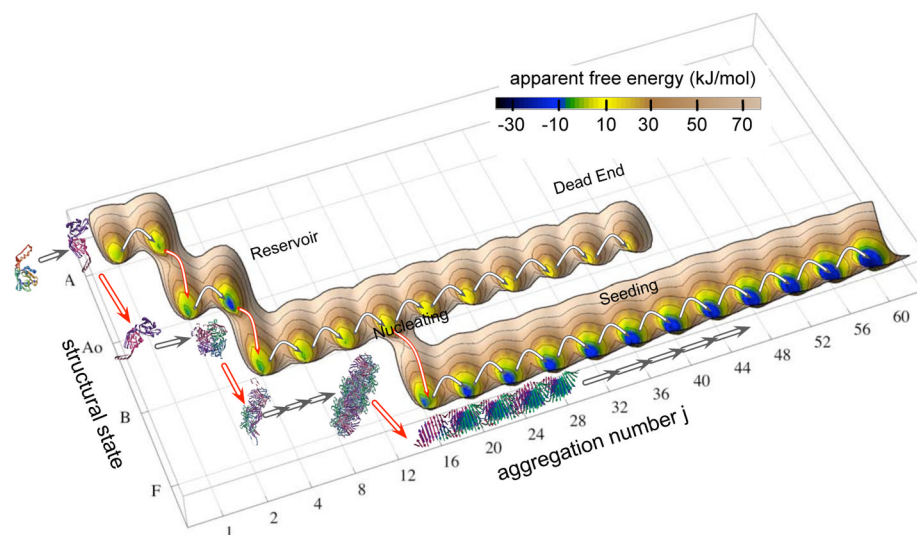 apparent free energy (kJ/mol)
-30 -10 10 30 50 70
Dead End
Reservoir
Nucleating
Seeding
A
Ao
B
F
structural state
1 2 4 8 12 16 20 24 28 32 36 40 44 48 52 56 60
aggregation number j